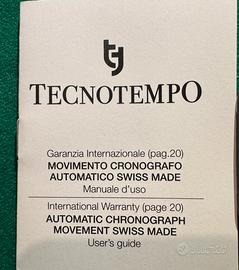 TECNOTEMPO
Garanzia Internazionale (pag.20)
MOVIMENTO CRONOGRAFO
AUTOMATICO SWISS MADE
Manuale d'uso
International Warranty (page 20)
AUTOMATIC CHRONOGRAPH
MOVEMENT SWISS MADE
User's guide
subito